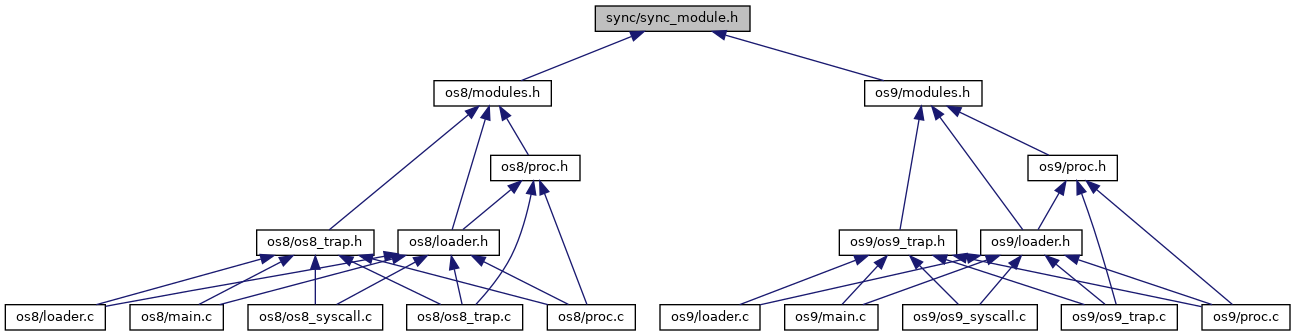 sync/sync_module.h
os8/modules.h
os9/modules.h
os8/proc.h
os9/proc.h
os8/os8_trap.h
os8/loader.h
os9/os9_trap.h
os9/loader.h
os8/loader.c
os8/main.c
os8/os8_syscall.c
os8/os8_trap.c
os8/proc.c
os9/loader.c
os9/main.c
os9/os9_syscall.c
os9/os9_trap.c
os9/proc.c